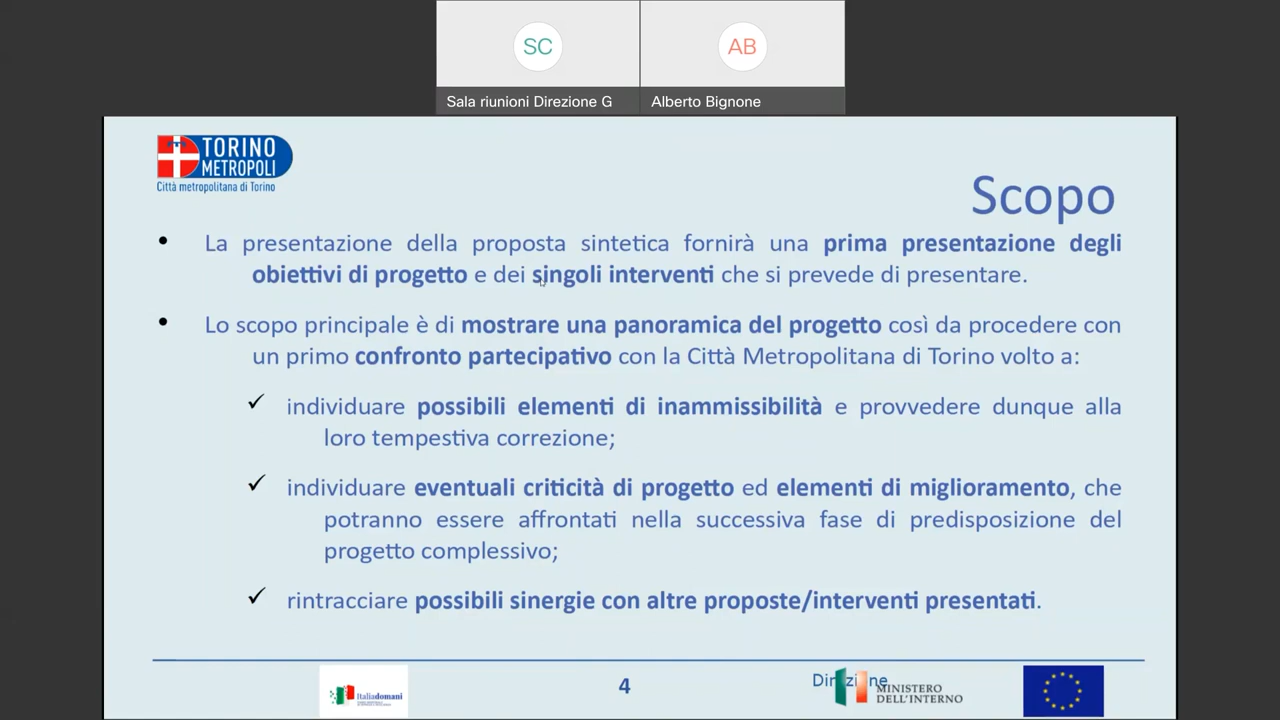 SC
AB
Sala riunioni Direzione G
Alberto Bignone
TORINO
METROPOLI
Città metropolitana di Torino
Scopo
• La presentazione della proposta sintetica fornirà una prima presentazione degli
obiettivi di progetto e dei singoli interventi che si prevede di presentare.
• Lo scopo principale è di mostrare una panoramica del progetto così da procedere con
un primo confronto partecipativo con la Città Metropolitana di Torino volto a:
✓ individuare possibili elementi di inammissibilità e provvedere dunque alla
loro tempestiva correzione;
✓ individuare eventuali criticità di progetto ed elementi di miglioramento, che
potranno essere affrontati nella successiva fase di predisposizione del
progetto complessivo;
✓ rintracciare possibili sinergie con altre proposte/interventi presentati.
Italiadomani
4
Direzione
MINISTERO
DELL'INTERNO